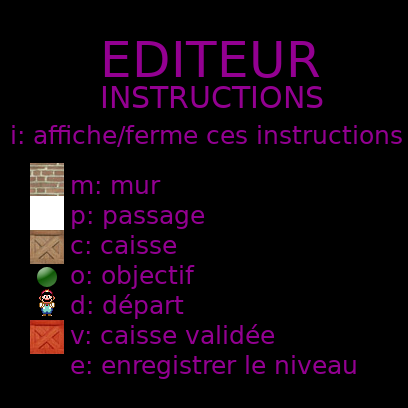 EDITEUR
INSTRUCTIONS
i: affiche/ferme ces instructions
m: mur
p: passage
c: caisse
o: objectif
d: départ
v: caisse validée
e: enregistrer le niveau